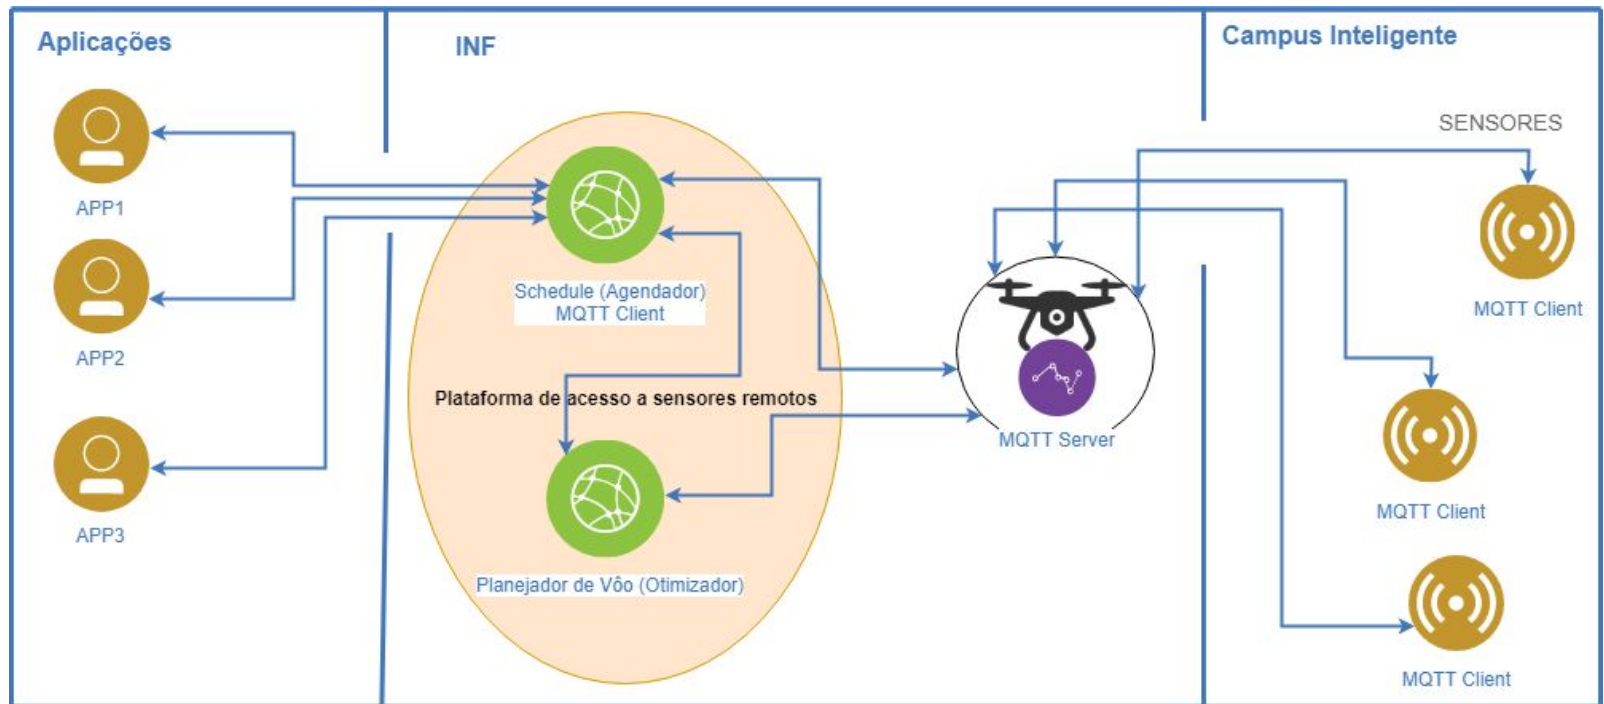 Aplicações
INF
Campus Inteligente
SENSORES
APP1
APP2
APP3
Schedule (Agendador)
MQTT Client
Plataforma de acesso a sensores remotos
Planejador de Vôo (Otimizador)
MQTT Server
MQTT Client
MQTT Client
MQTT Client